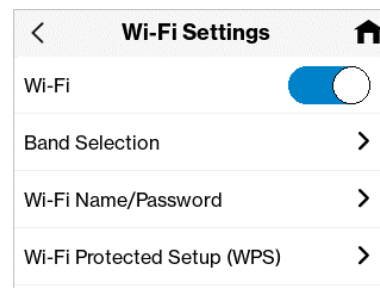 Wi-Fi Settings
Wi-Fi
Band Selection
Wi-Fi Name/Password
Wi-Fi Protected Setup (WPS)